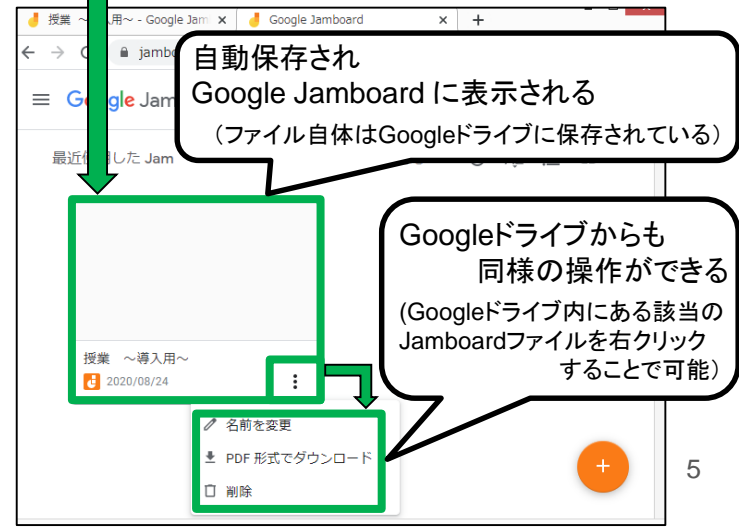 授業 ～ 入用～ - Google Jam
Google Jamboard
jambo
自動保存され
Google Jamboard に表示される
（ファイル自体はGoogleドライブに保存されている）
Google Jam
最近使用した Jam
Googleドライブからも
同様の操作ができる
(Googleドライブ内にある該当の
Jamboardファイルを右クリック
することで可能）
授業　～導入用～
2020/08/24
名前を変更
PDF 形式でダウンロード
削除
5